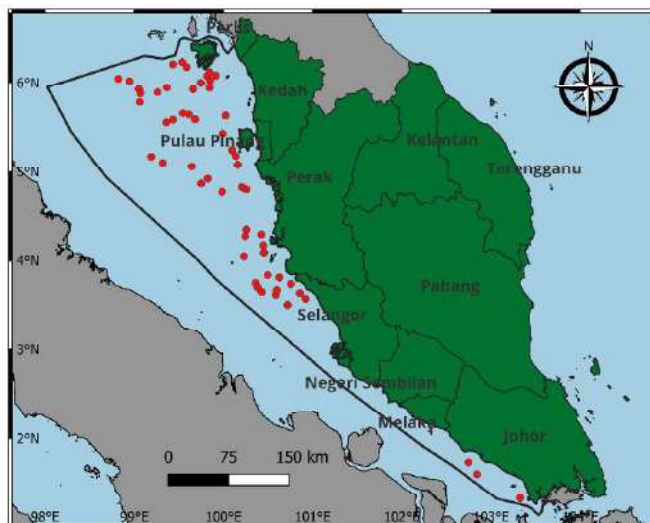 Perlis
N
6°N
Kedah
Pulau Pinang
Kelantan
Terengganu
5°N
Perak
4°N
Pahang
Selangor
3°N
Negeri Sembilan
Melaka
Johor
2°N
0 75 150 km
98°E 99°E 100°E 101°E 102°E 103°E 104°E